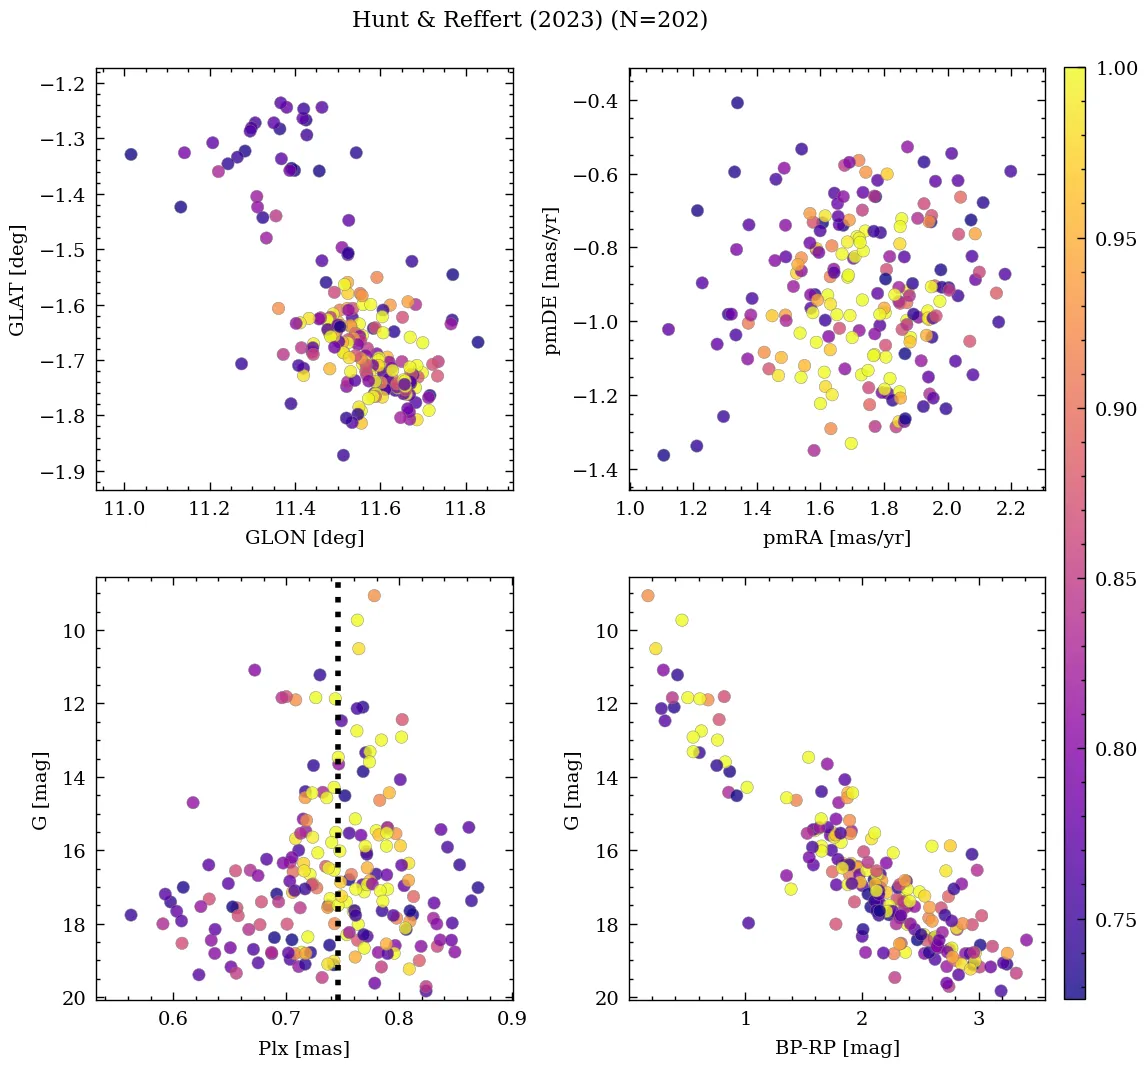 Hunt & Reffert (2023) (N=202)
−1.2
−1.3
−1.4
−1.5
−1.6
−1.7
−1.8
−1.9
GLAT [deg]
11.0 11.2 11.4 11.6 11.8
GLON [deg]
−0.4
−0.6
−0.8
−1.0
−1.2
−1.4
pmDE [mas/yr]
1.0 1.2 1.4 1.6 1.8 2.0 2.2
pmRA [mas/yr]
10
12
14
16
18
20
G [mag]
0.6 0.7 0.8 0.9
Plx [mas]
10
12
14
16
18
20
G [mag]
1 2 3
BP-RP [mag]
1.00
0.95
0.90
0.85
0.80
0.75